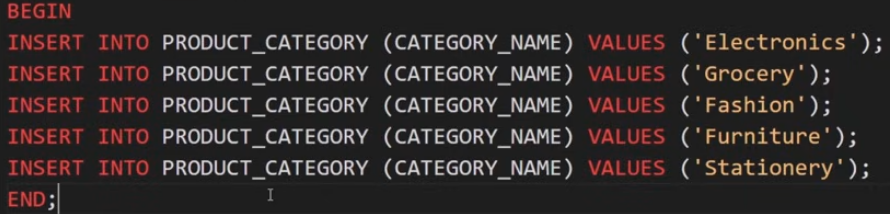 BEGIN
INSERT INTO PRODUCT_CATEGORY (CATEGORY_NAME) VALUES ('Electronics');
INSERT INTO PRODUCT_CATEGORY (CATEGORY_NAME) VALUES ('Grocery');
INSERT INTO PRODUCT_CATEGORY (CATEGORY_NAME) VALUES ('Fashion');
INSERT INTO PRODUCT_CATEGORY (CATEGORY_NAME) VALUES ('Furniture');
INSERT INTO PRODUCT_CATEGORY (CATEGORY_NAME) VALUES ('Stationery');
END;